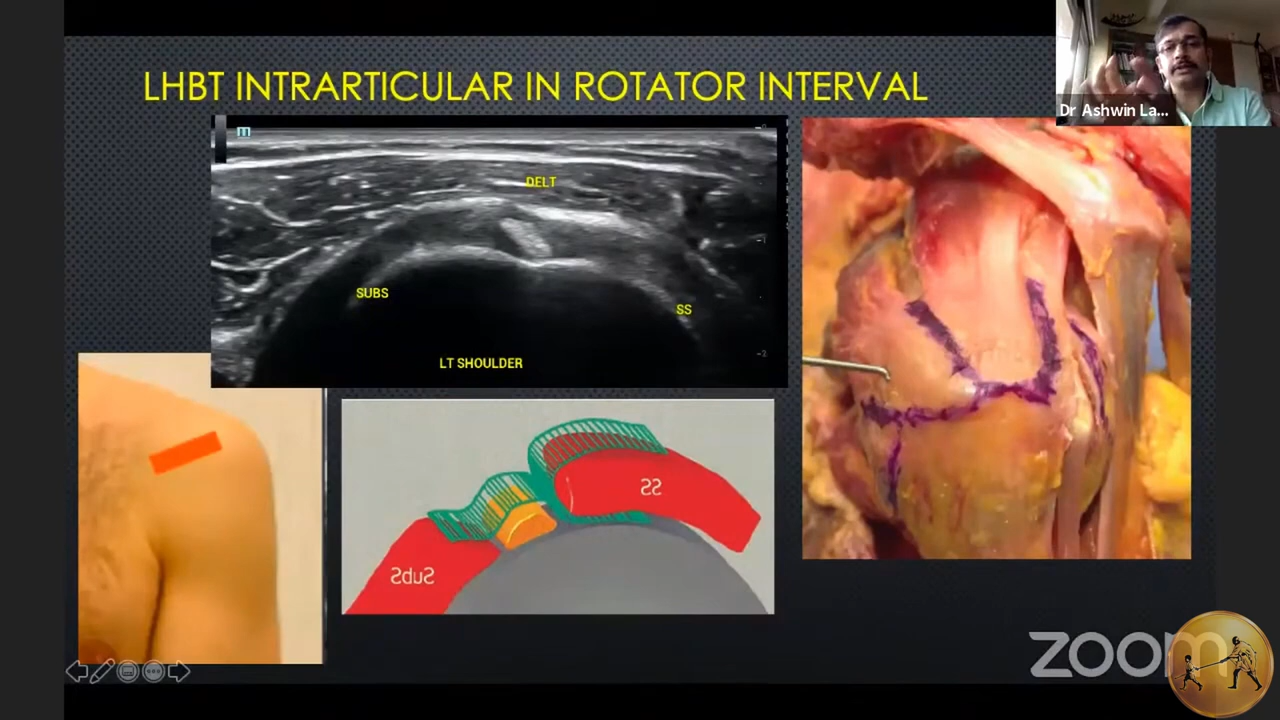 LHBT INTRARTICULAR IN ROTATOR INTERVAL
Dr Ashwin La...
m
DELT
SUBS
SS
LT SHOULDER
SS
SubS
zoom